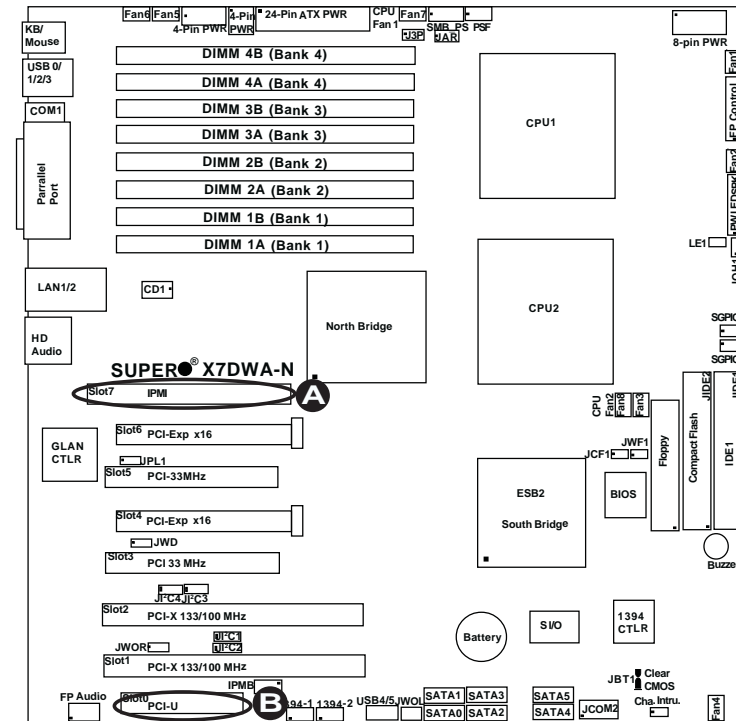 Fan6 Fan5
4-Pin PWR
4-Pin PWR
24-Pin ATX PWR
CPU Fan 1
Fan7
SMB_PS PSF
J3P JAR
8-pin PWR
KB/ Mouse
USB 0/ 1/2/3
COM1
Parrallel Port
DIMM 4B (Bank 4)
DIMM 4A (Bank 4)
DIMM 3B (Bank 3)
DIMM 3A (Bank 3)
DIMM 2B (Bank 2)
DIMM 2A (Bank 2)
DIMM 1B (Bank 1)
DIMM 1A (Bank 1)
CPU1
Fan1
FP Control
Fan2
PWLEDSPK
LE1
JOH1
LAN1/2
CD1
North Bridge
CPU2
HD Audio
SGPIO
SGPIO
SUPER ® X7DWA-N
Slot7 IPMI
A
CPU Fan2
Fan8
Fan3
JIDE2
JIDE1
Slot6 PCI-Exp x16
GLAN CTLR
JPL1
Slot5 PCI-33MHz
JCF1 JWF1
Floppy
Compact Flash
IDE1
BIOS
ESB2
South Bridge
Slot4 PCI-Exp x16
JWD
Slot3 PCI 33 MHz
Buzze
JI²C4 JI²C3
Slot2 PCI-X 133/100 MHz
JI²C1
JI²C2
JWOR
Slot1 PCI-X 133/100 MHz
Battery
SI/O
1394 CTLR
IPMB
FP Audio
Slot0 PCI-U
B
1394-1 1394-2
USB4/5
JWOL
SATA1 SATA3
SATA0 SATA2
SATA5
SATA4
JCOM2
JBT1 Clear CMOS
Cha. Intru.
Fan4